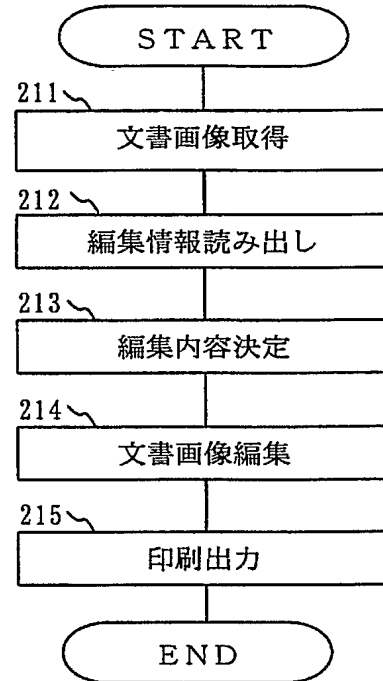 START
211
文書画像取得
212
編集情報読み出し
213
編集内容決定
214
文書画像編集
215
印刷出力
END